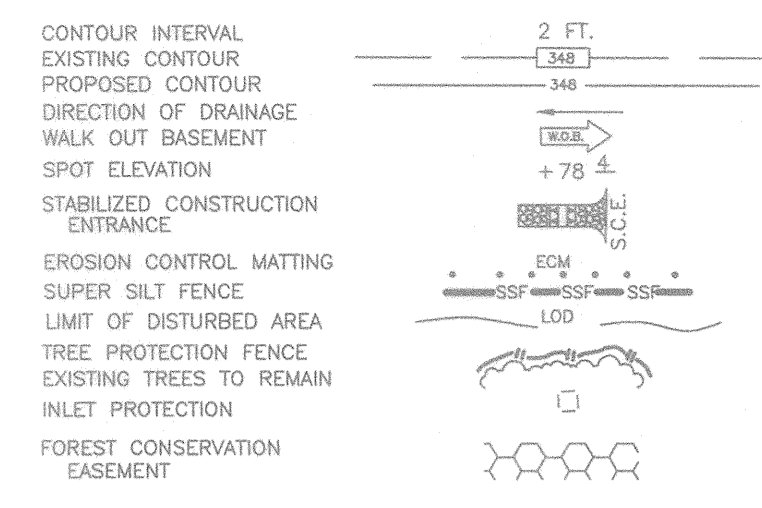 CONTOUR INTERVAL 2 FT.
EXISTING CONTOUR 348
PROPOSED CONTOUR 348
DIRECTION OF DRAINAGE
WALK OUT BASEMENT W.O.B.
SPOT ELEVATION +78 4
STABILIZED CONSTRUCTION
ENTRANCE S.C.E.
EROSION CONTROL MATTING ECM
SUPER SILT FENCE SSF SSF SSF
LIMIT OF DISTURBED AREA LOD
TREE PROTECTION FENCE
EXISTING TREES TO REMAIN
INLET PROTECTION
FOREST CONSERVATION
EASEMENT